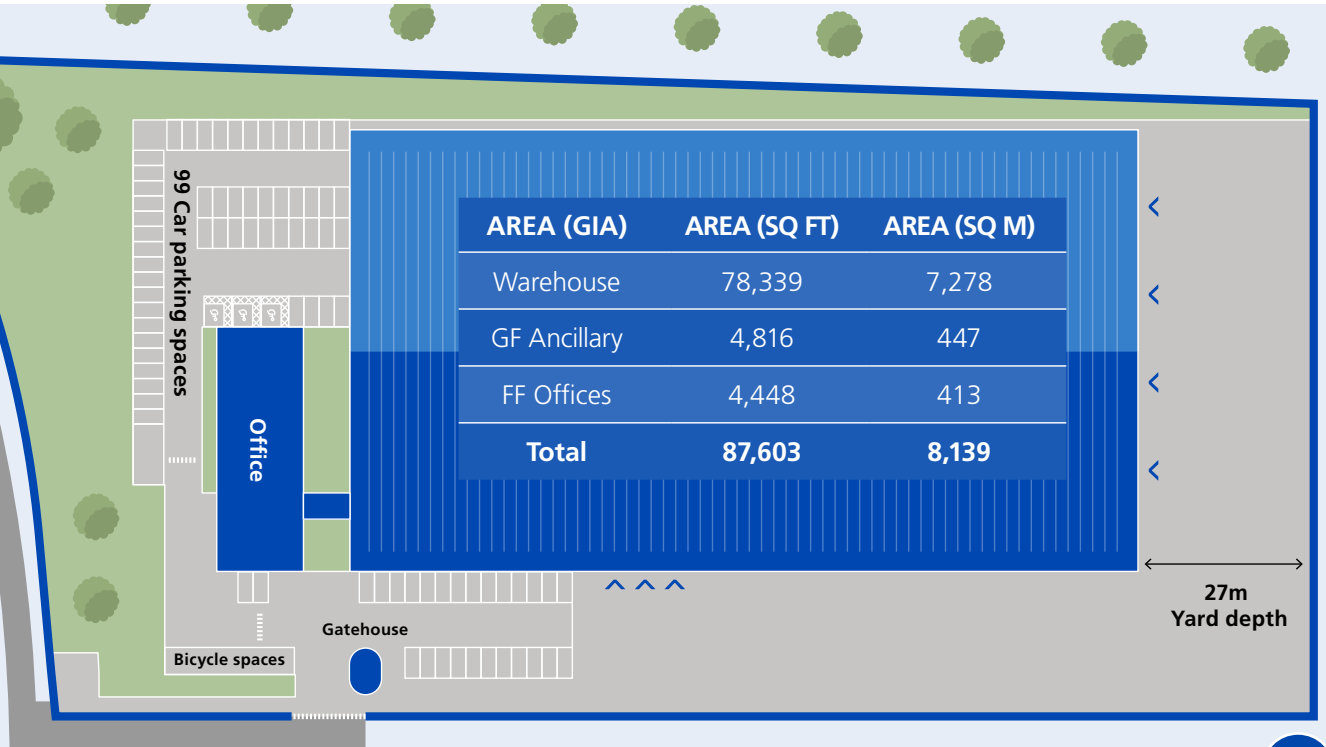 99 Car parking spaces
AREA (GIA) AREA (SQ FT) AREA (SQ M)
Warehouse 78,339 7,278
GF Ancillary 4,816 447
FF Offices 4,448 413
Total 87,603 8,139
Office
27m
Yard depth
Gatehouse
Bicycle spaces